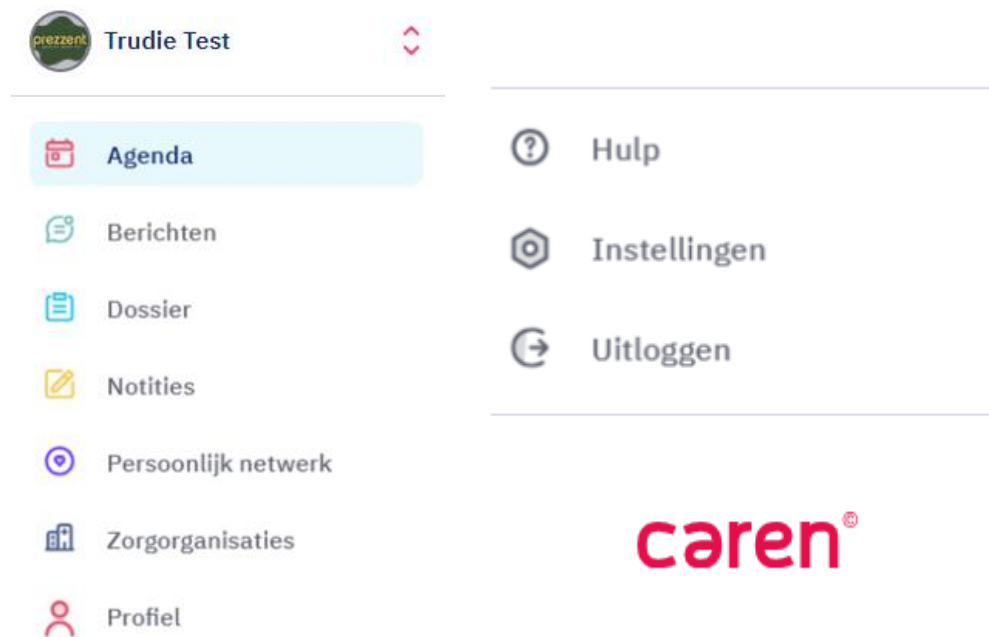 prezzent
Trudie Test
Agenda
Berichten
Dossier
Notities
Persoonlijk netwerk
Zorgorganisaties
Profiel
Hulp
Instellingen
Uitloggen
caren©